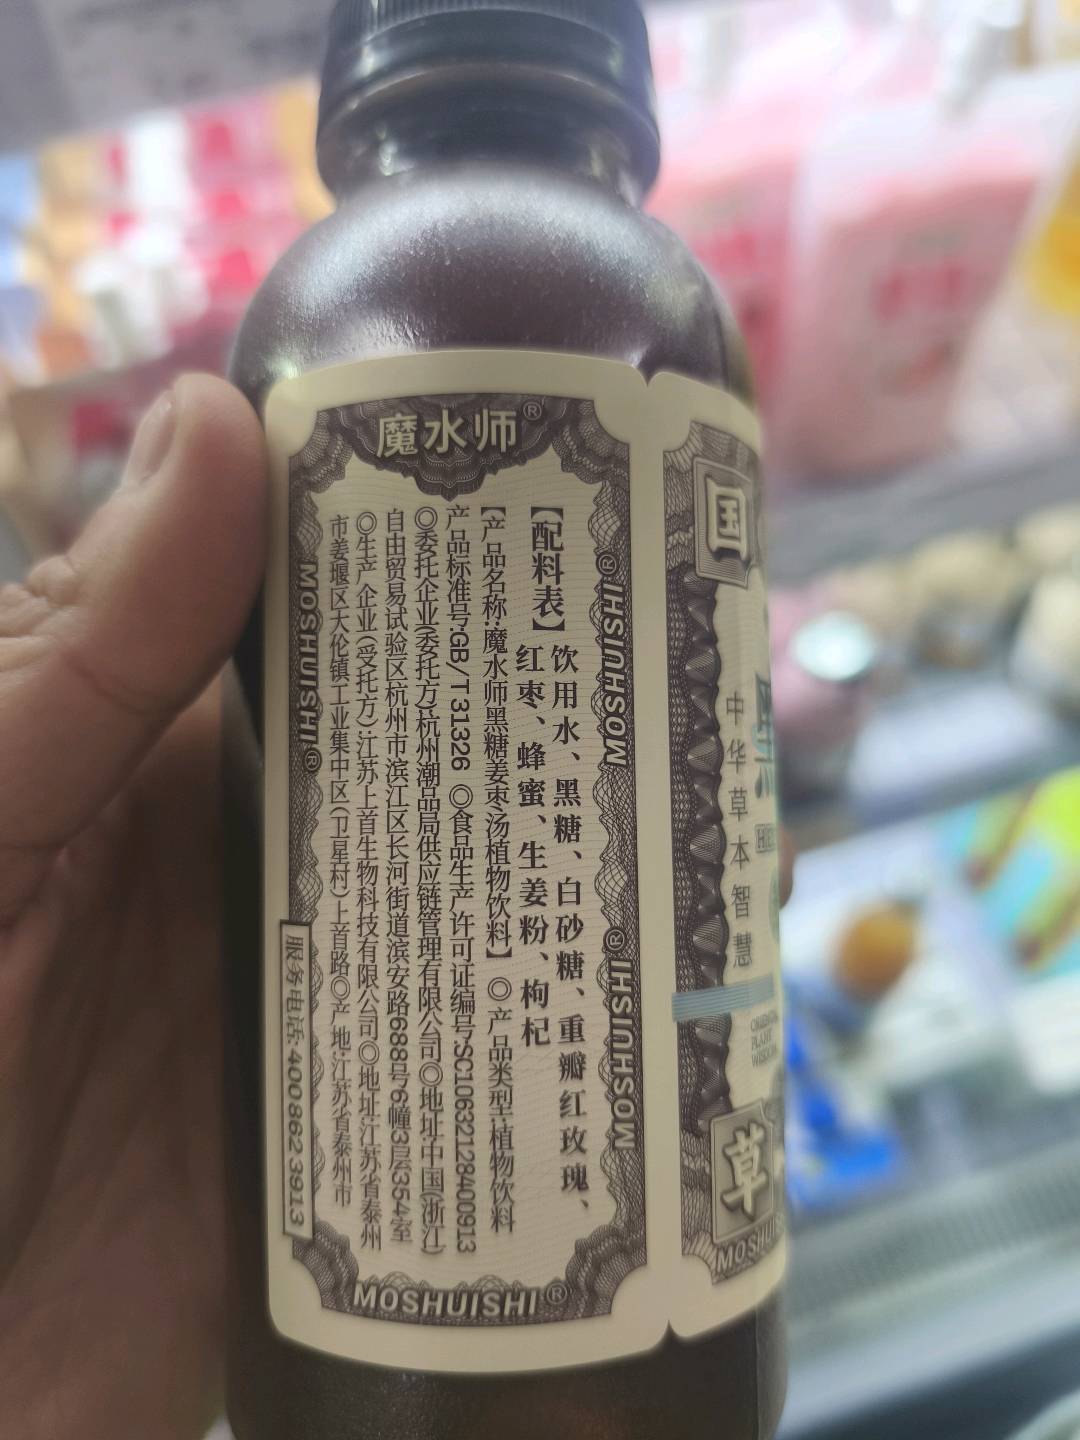 魔水师®
【配料表】饮用水、黑糖、白砂糖、重瓣红玫瑰、
红枣、蜂蜜、生姜粉、枸杞
【产品名称:魔水师黑糖姜枣汤植物饮料】 ◎产品类型:植物饮料
产品标准号:GB/T31326 ◎食品生产许可证编号:SC10632128400913
◎委托企业(委托方):杭州潮品局供应链管理有限公司◎地址:中国(浙江)
自由贸易试验区杭州市滨江区长河街道滨安路688号6幢3层354室
◎生产企业(受托方):江苏上首生物科技有限公司◎地址:江苏省泰州
市姜堰区大伦镇工业集中区(卫星村)上首路◎产地:江苏省泰州市
服务电话:400 862 3913
MOSHUISHI®
MOSHUISHI®
MOSHUISHI®
MOSHUISHI®
国
草
中华草本智慧
黑
ORIENTAL
PLANT
WISDOM
MOSHUISHI